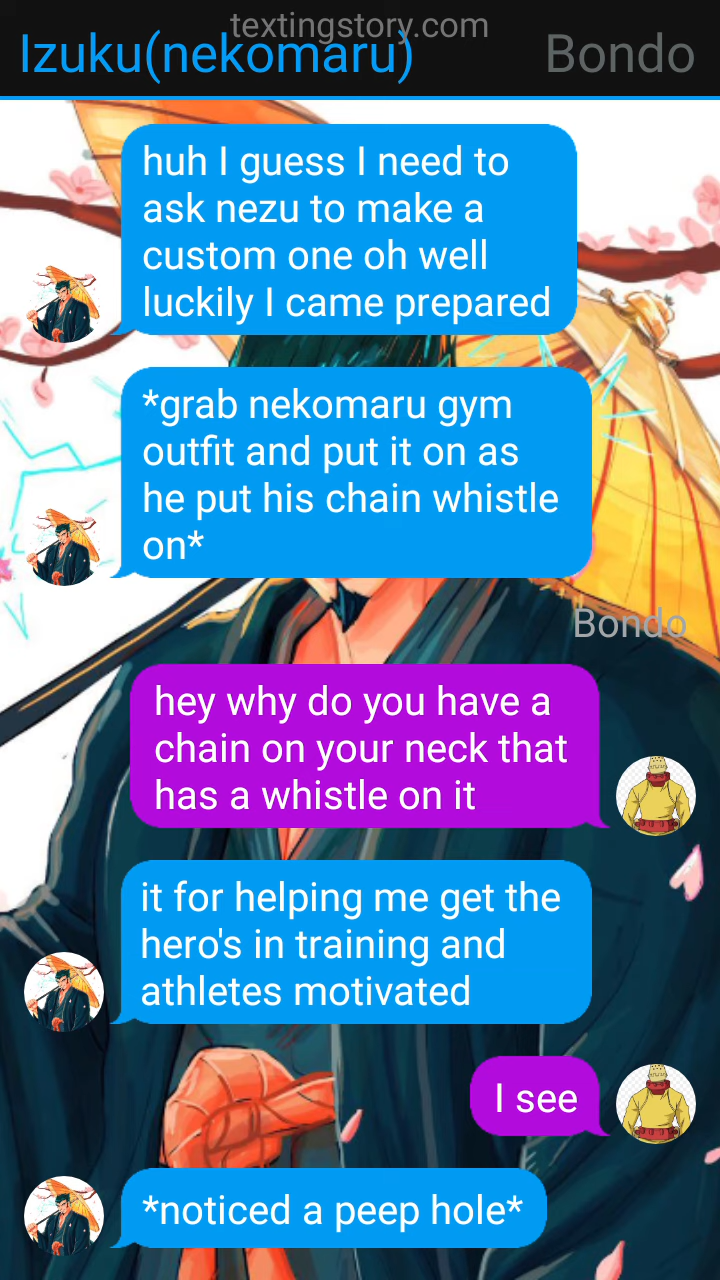 textingstory.com
Izuku(nekomaru)
Bondo
huh I guess I need to
ask nezu to make a
custom one oh well
luckily I came prepared
*grab nekomaru gym
outfit and put it on as
he put his chain whistle
on*
Bondo
hey why do you have a
chain on your neck that
has a whistle on it
it for helping me get the
hero's in training and
athletes motivated
I see
*noticed a peep hole*